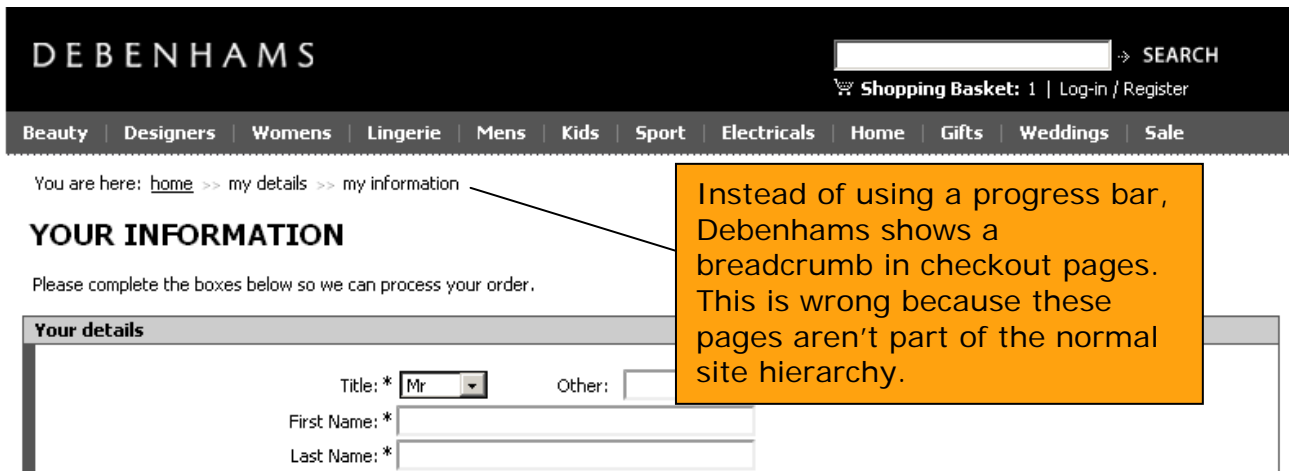 DEBENHAMS
SEARCH
Shopping Basket: 1 | Log-in / Register
Beauty | Designers | Womens | Lingerie | Mens | Kids | Sport | Electricals | Home | Gifts | Weddings | Sale
You are here: home >> my details >> my information
YOUR INFORMATION
Please complete the boxes below so we can process your order.
Your details
Title: * Mr Other:
First Name: *
Last Name: *
Instead of using a progress bar,
Debenhams shows a
breadcrumb in checkout pages.
This is wrong because these
pages aren't part of the normal
site hierarchy.